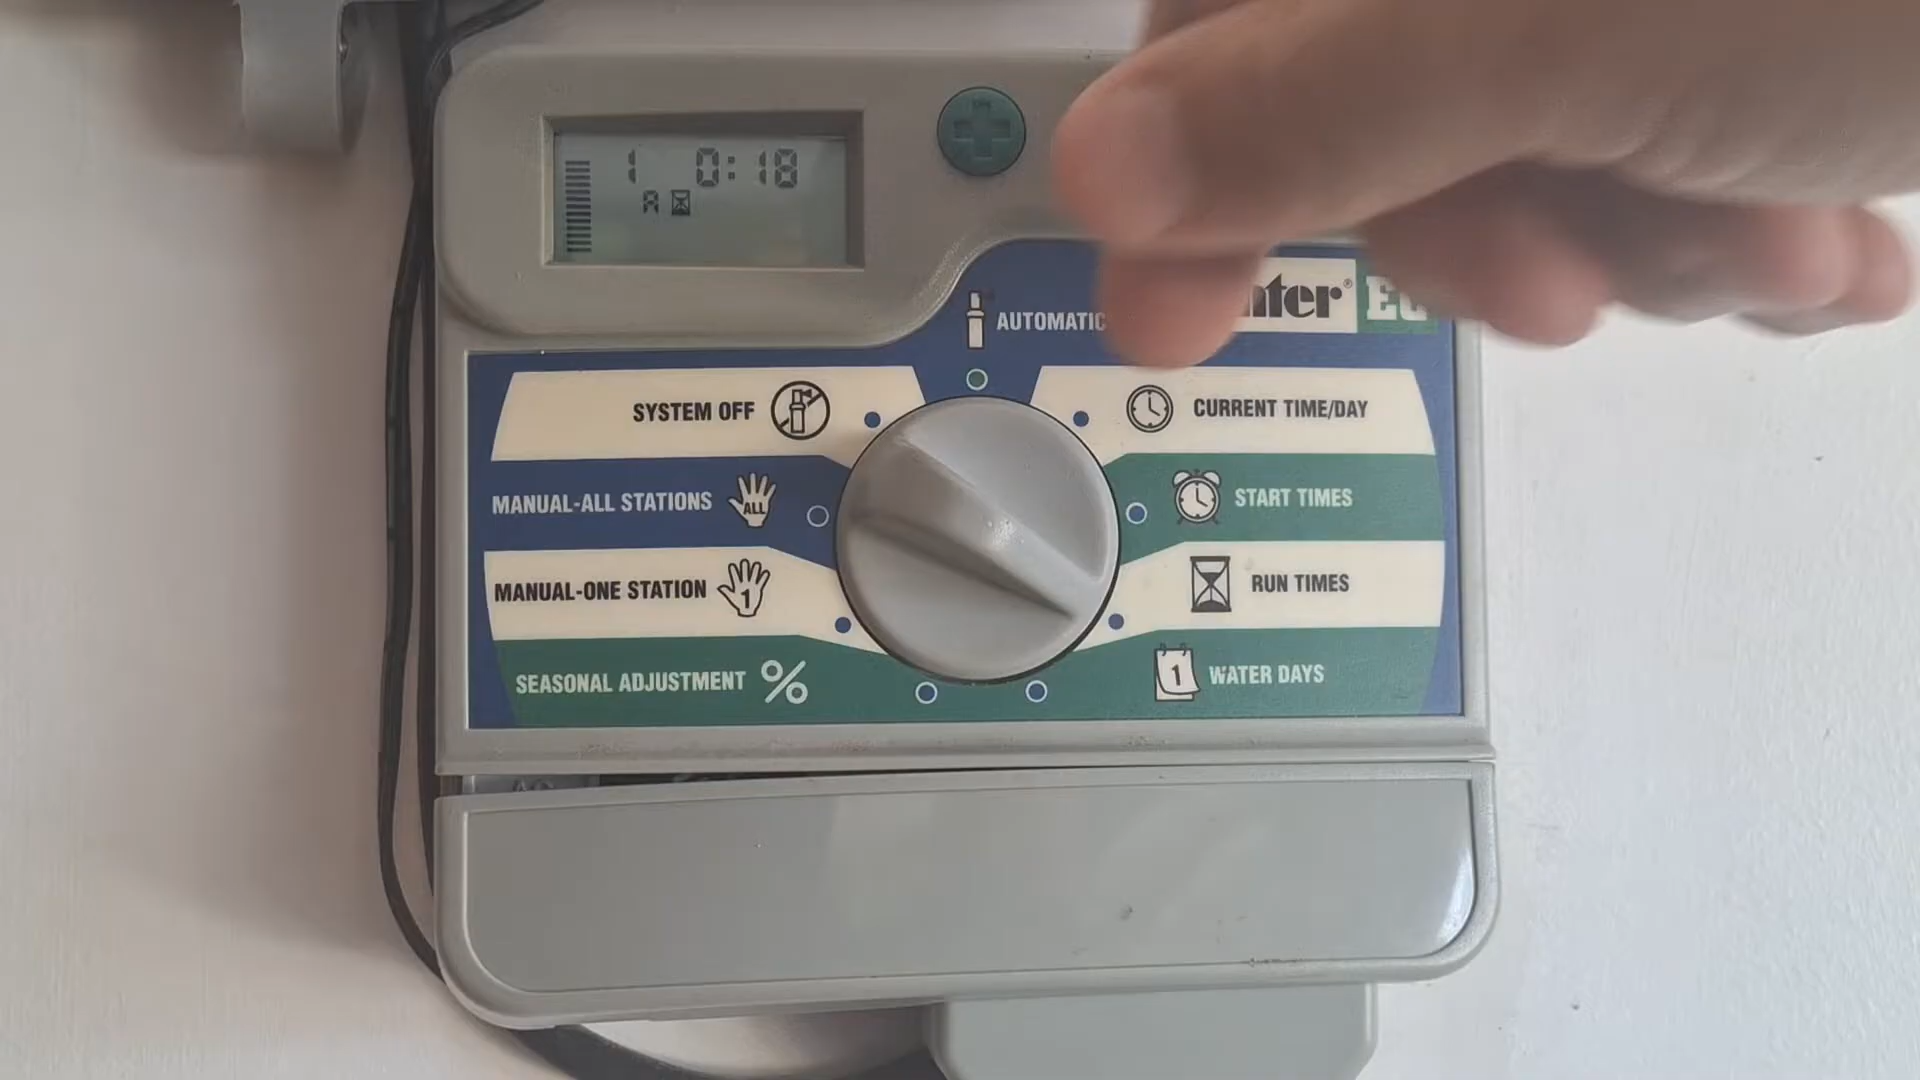 1 0:18
A
AUTOMATIC
nter®
SYSTEM OFF
CURRENT TIME/DAY
MANUAL-ALL STATIONS
ALL
START TIMES
MANUAL-ONE STATION
1
RUN TIMES
SEASONAL ADJUSTMENT %
1
WATER DAYS